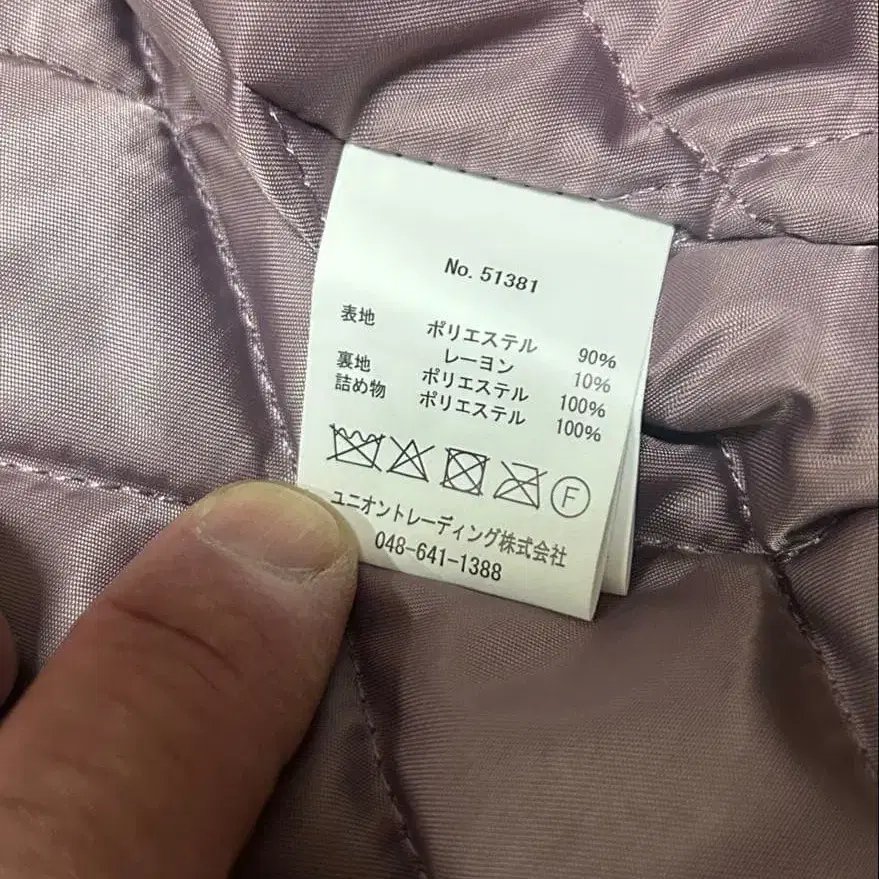 No. 51381
表地 ポリエステル 90%
レーヨン 10%
裏地 ポリエステル 100%
詰め物 ポリエステル 100%
F
ユニオントレーディング株式会社
048-641-1388